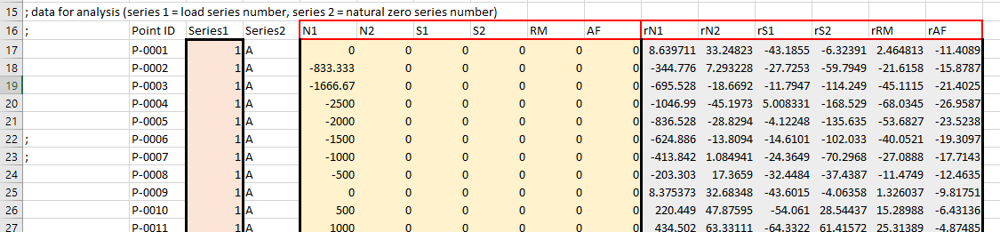 15 ; data for analysis (series 1 = load series number, series 2 = natural zero series number)
16 ; Point ID Series1 Series2 N1 N2 S1 S2 RM AF rN1 rN2 rS1 rS2 rRM rAF
17 P-0001 1 A 0 0 0 0 0 0 8.639711 33.24823 -43.1855 -6.32391 2.464813 -11.4089
18 P-0002 1 A -833.333 0 0 0 0 0 -344.776 7.293228 -27.7253 -59.7949 -21.6158 -15.8787
19 P-0003 1 A -1666.67 0 0 0 0 0 -695.528 -18.6692 -11.7947 -114.249 -45.1115 -21.4025
20 P-0004 1 A -2500 0 0 0 0 0 -1046.99 -45.1973 5.008331 -168.529 -68.0345 -26.9587
21 P-0005 1 A -2000 0 0 0 0 0 -836.528 -28.8294 -4.12248 -135.635 -53.6827 -23.5238
22 ; P-0006 1 A -1500 0 0 0 0 0 -624.886 -13.8094 -14.6101 -102.033 -40.0521 -19.3097
23 ; P-0007 1 A -1000 0 0 0 0 0 -413.842 1.084941 -24.3649 -70.2968 -27.0888 -17.7143
24 P-0008 1 A -500 0 0 0 0 0 -203.303 17.3659 -32.4484 -37.4387 -11.4749 -12.4635
25 P-0009 1 A 0 0 0 0 0 0 8.375373 32.68348 -43.6015 -4.06358 1.326037 -9.81751
26 P-0010 1 A 500 0 0 0 0 0 220.449 47.87595 -54.061 28.54437 15.28988 -6.43136
27 P-0011 1 A 1000 0 0 0 0 0 434.502 63.33111 -64.3322 61.41572 25.31389 -4.87485